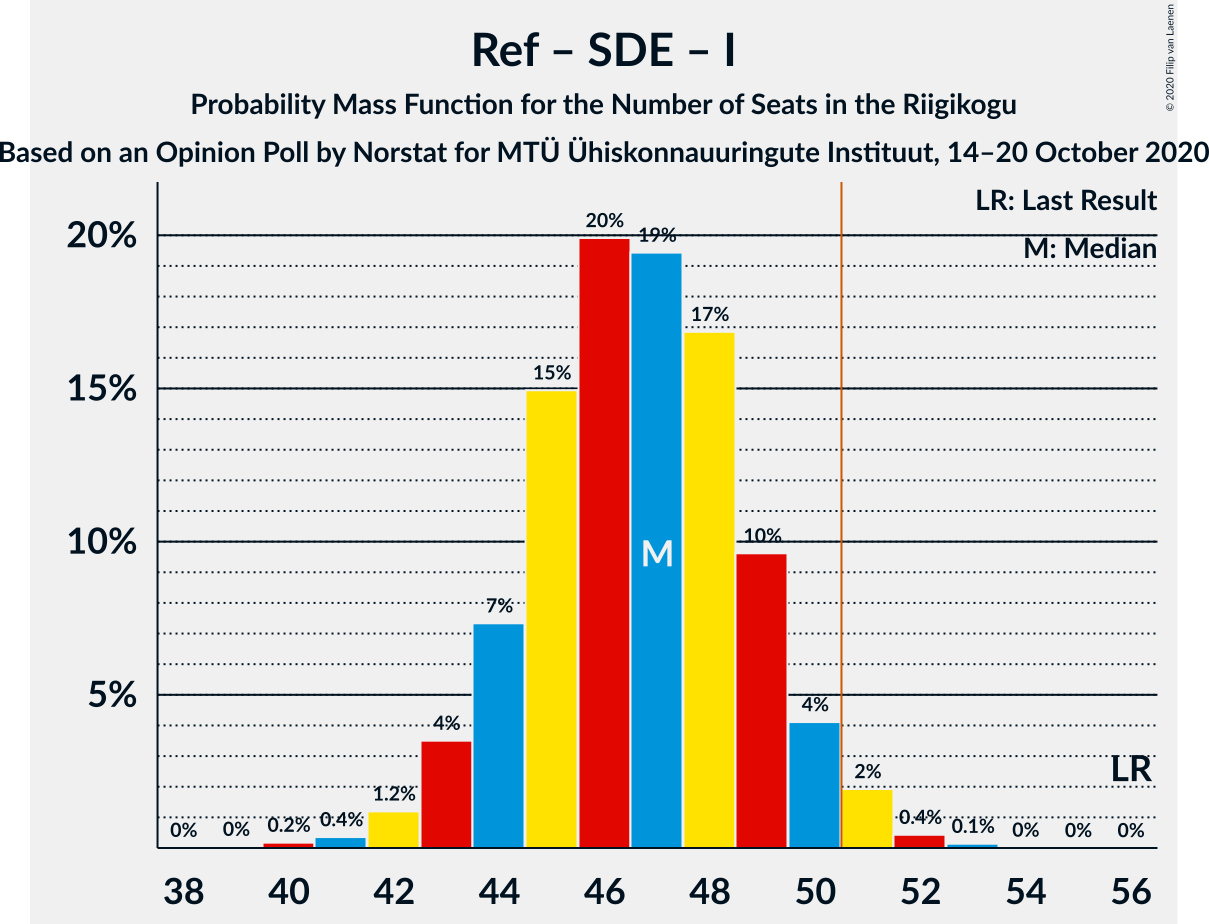 Ref – SDE – I
Probability Mass Function for the Number of Seats in the Riigikogu
Based on an Opinion Poll by Norstat for MTÜ Ühiskonnauuringute Instituut, 14–20 October 2020
© 2020 Filip van Laenen
LR: Last Result
M: Median
20%
15%
10%
5%
0% 0% 0.2% 0.4% 1.2% 4% 7% 15% 20% 19% 17% 10% 4% 2% 0.4% 0.1% 0% 0% 0%
M
LR
38 40 42 44 46 48 50 52 54 56